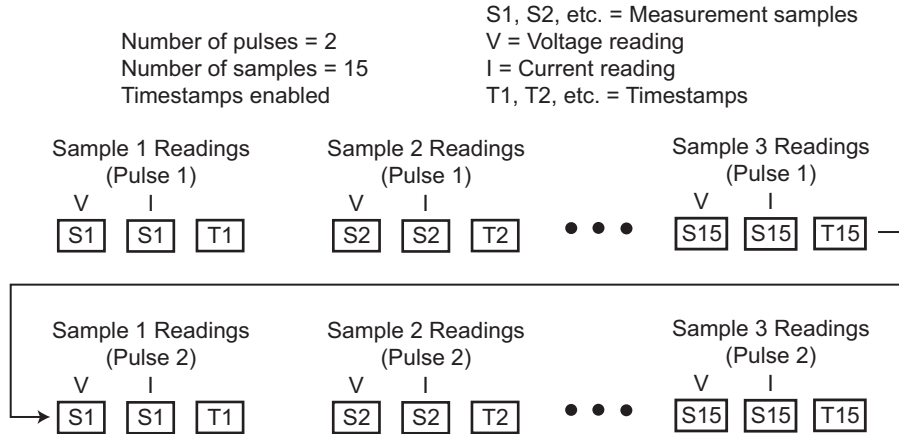 Number of pulses = 2
Number of samples = 15
Timestamps enabled
S1, S2, etc. = Measurement samples
V = Voltage reading
I = Current reading
T1, T2, etc. = Timestamps
Sample 1 Readings
(Pulse 1)
V I
S1 S1 T1
Sample 2 Readings
(Pulse 1)
V I
S2 S2 T2
Sample 3 Readings
(Pulse 1)
V I
S15 S15 T15
Sample 1 Readings
(Pulse 2)
V I
S1 S1 T1
Sample 2 Readings
(Pulse 2)
V I
S2 S2 T2
Sample 3 Readings
(Pulse 2)
V I
S15 S15 T15